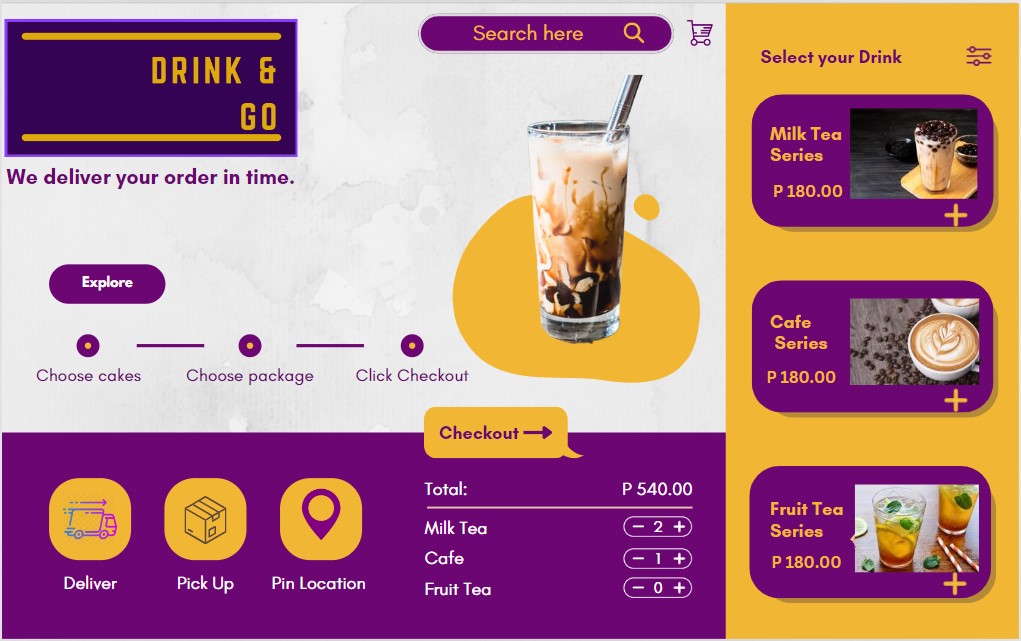 DRINK &
GO
We deliver your order in time.
Search here
Explore
Choose cakes
Choose package
Click Checkout
Checkout
Total: P 540.00
Milk Tea 2
Cafe 1
Fruit Tea 0
Deliver
Pick Up
Pin Location
Select your Drink
Milk Tea
Series
P 180.00
Cafe
Series
P 180.00
Fruit Tea
Series
P 180.00